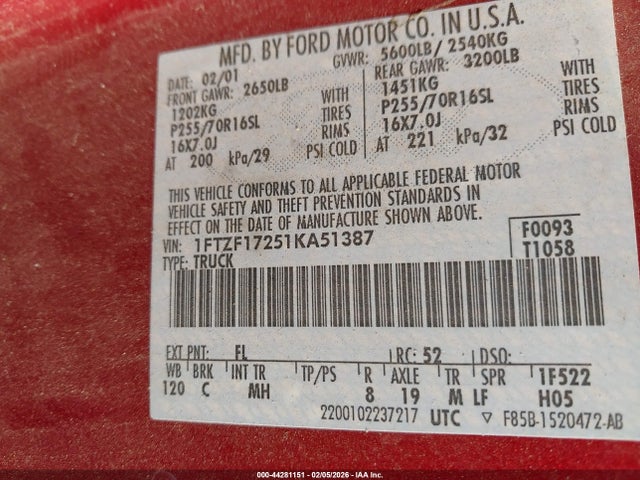 MFD. BY FORD MOTOR CO. IN U.S.A.
DATE: 02/01 GVWR: 5600LB/ 2540KG
FRONT GAWR: 2650LB REAR GAWR: 3200LB
1202KG WITH 1451KG WITH
P255/70R16SL TIRES P255/70R16SL TIRES
16X7.0J RIMS 16X7.0J RIMS
AT 200 kPa/29 PSI COLD AT 221 kPa/32 PSI COLD
THIS VEHICLE CONFORMS TO ALL APPLICABLE FEDERAL MOTOR
VEHICLE SAFETY AND THEFT PREVENTION STANDARDS IN
EFFECT ON THE DATE OF MANUFACTURE SHOWN ABOVE.
VIN: 1FTZF17251KA51387 F0093
TYPE: TRUCK T1058
EXT PNT: FL RC: 52 DSO:
WB BRK INT TR TP/PS R AXLE TR SPR 1F522
120 C MH 8 19 M LF H05
2200102237217 UTC ▽ F85B-1520472-AB
000-44281151 - 02/05/2026 - IAA Inc.